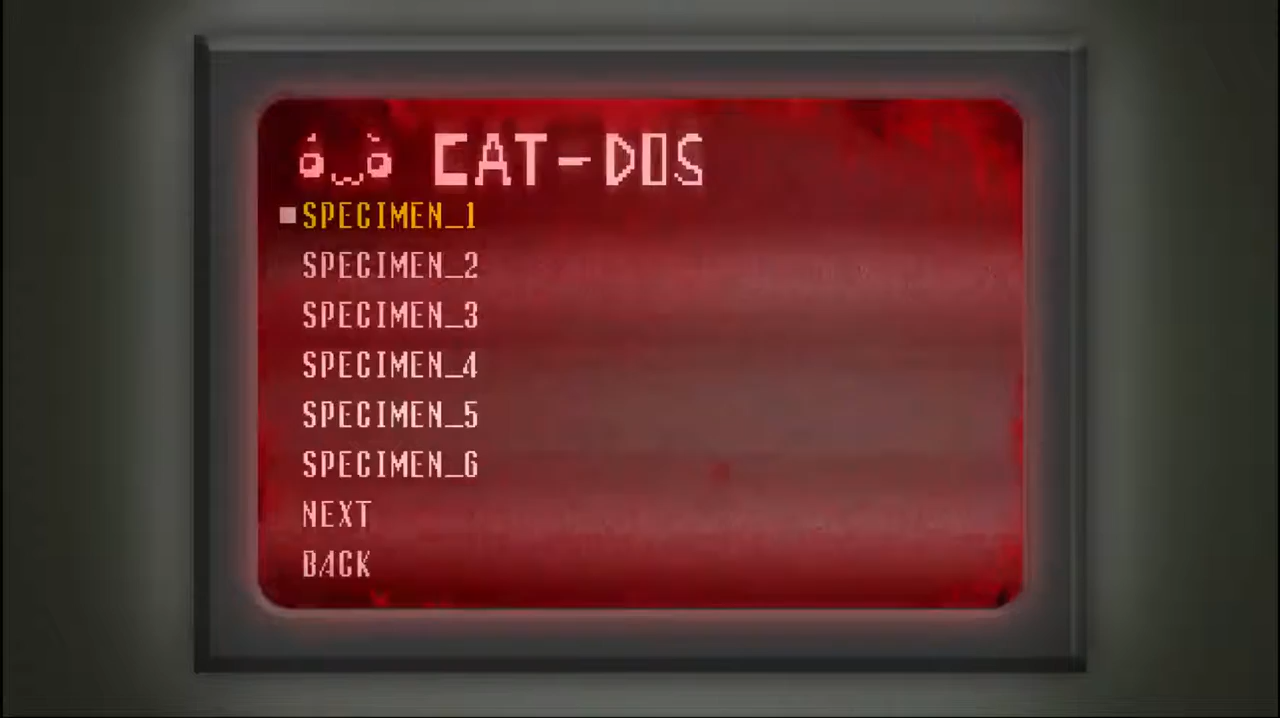 CAT-DOS
SPECIMEN_1
SPECIMEN_2
SPECIMEN_3
SPECIMEN_4
SPECIMEN_5
SPECIMEN_6
NEXT
BACK